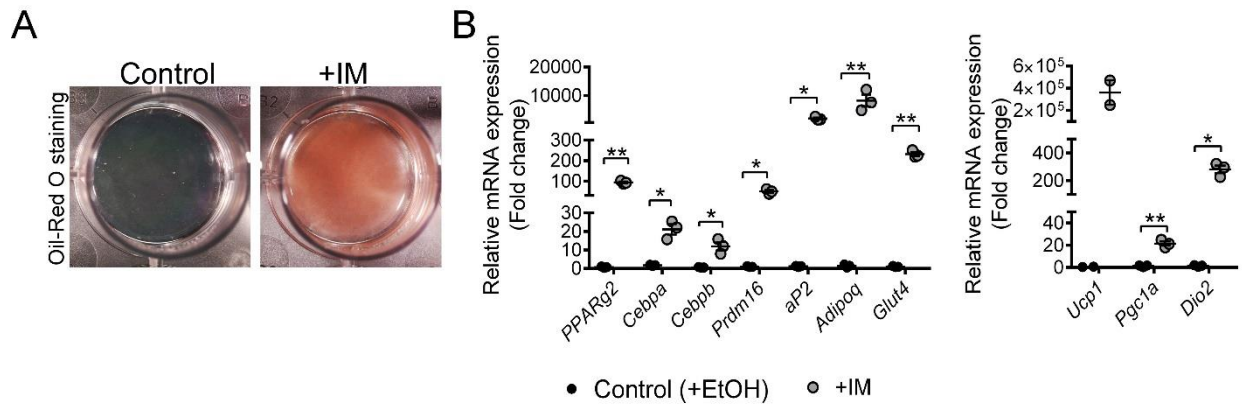 A
Control
+IM
Oil-Red O staining
B
Relative mRNA expression
(Fold change)
20000
10000
300
200
100
30
20
10
0
**
*
*
*
*
**
**
PPARg2
Cebpa
Cebpb
Prdm16
aP2
Adipoq
Glut4
Relative mRNA expression
(Fold change)
6×10⁵
4×10⁵
2×10⁵
400
200
40
20
0
**
*
Ucp1
Pgc1a
Dio2
Control (+EtOH)
+IM